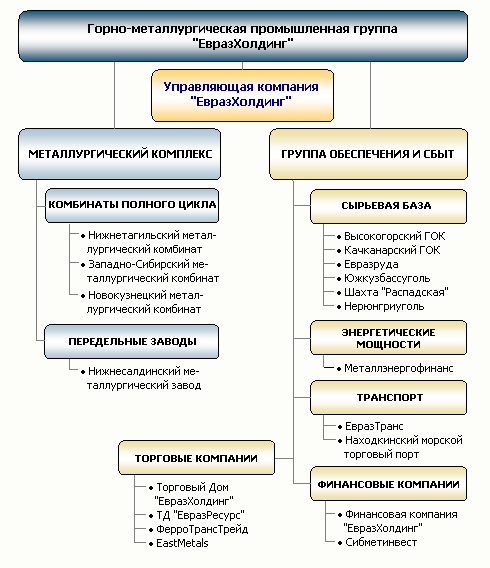 Горно-металлургическая промышленная группа
"ЕвразХолдинг"
Управляющая компания
"ЕвразХолдинг"
МЕТАЛЛУРГИЧЕСКИЙ КОМПЛЕКС
КОМБИНАТЫ ПОЛНОГО ЦИКЛА
• Нижнетагильский метал-
лургический комбинат
• Западно-Сибирский ме-
таллургический комбинат
• Новокузнецкий метал-
лургический комбинат
ПЕРЕДЕЛЬНЫЕ ЗАВОДЫ
• Нижнесалдинский ме-
таллургический завод
ГРУППА ОБЕСПЕЧЕНИЯ И СБЫТ
СЫРЬЕВАЯ БАЗА
• Высокогорский ГОК
• Качканарский ГОК
• Евразруда
• Южкузбассуголь
• Шахта "Распадская"
• Нерюнгриуголь
ЭНЕРГЕТИЧЕСКИЕ
МОЩНОСТИ
• Металлэнергофинанс
ТРАНСПОРТ
• ЕвразТранс
• Находкинский морской
торговый порт
ТОРГОВЫЕ КОМПАНИИ
• Торговый Дом
"ЕвразХолдинг"
• ТД "ЕвразРесурс"
• ФерроТрансТрейд
• EastMetals
ФИНАНСОВЫЕ КОМПАНИИ
• Финансовая компания
"ЕвразХолдинг"
• Сибметинвест